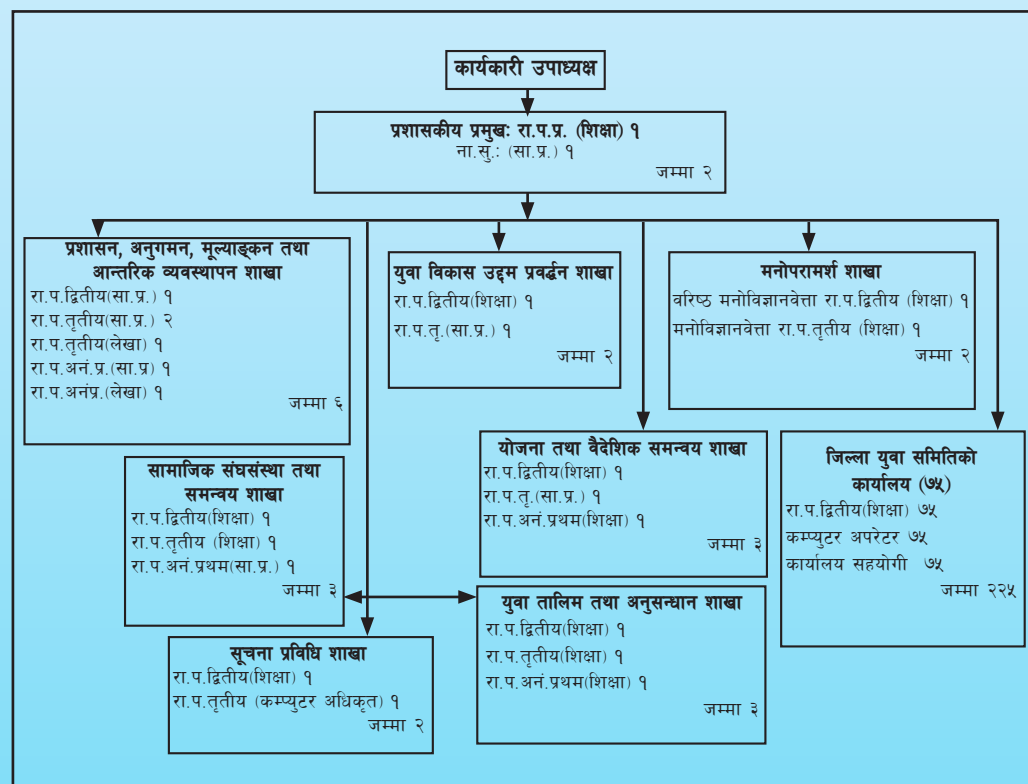 कार्यकारी उपाध्यक्ष
प्रशासकीय प्रमुखः रा.प.प्र. (शिक्षा) १
ना.सु.: (सा.प्र.) १
जम्मा २
प्रशासन, अनुगमन, मूल्याङ्कन तथा
आन्तरिक व्यवस्थापन शाखा
रा.प.द्वितीय(सा.प्र.) १
रा.प.तृतीय(सा.प्र.) २
रा.प.तृतीय(लेखा) १
रा.प.अनं.प्र.(सा.प्र) १
रा.प.अनंप्र.(लेखा) १
जम्मा ६
युवा विकास उद्दम प्रवर्द्धन शाखा
रा.प.द्वितीय(शिक्षा) १
रा.प.तृ.(सा.प्र.) १
जम्मा २
मनोपरामर्श शाखा
वरिष्ठ मनोविज्ञानवेत्ता रा.प.द्वितीय (शिक्षा) १
मनोविज्ञानवेत्ता रा.प.तृतीय (शिक्षा) १
जम्मा २
सामाजिक संघसंस्था तथा
समन्वय शाखा
रा.प.द्वितीय(शिक्षा) १
रा.प.तृतीय (शिक्षा) १
रा.प.अनं.प्रथम(सा.प्र.) १
जम्मा ३
योजना तथा वैदेशिक समन्वय शाखा
रा.प.द्वितीय(शिक्षा) १
रा.प.तृ.(सा.प्र.) १
रा.प.अनं.प्रथम(शिक्षा) १
जम्मा ३
जिल्ला युवा समितिको
कार्यालय (७५)
रा.प.द्वितीय(शिक्षा) ७५
कम्प्युटर अपरेटर ७५
कार्यालय सहयोगी ७५
जम्मा २२५
सूचना प्रविधि शाखा
रा.प.द्वितीय(शिक्षा) १
रा.प.तृतीय (कम्प्युटर अधिकृत) १
जम्मा २
युवा तालिम तथा अनुसन्धान शाखा
रा.प.द्वितीय(शिक्षा) १
रा.प.तृतीय(शिक्षा) १
रा.प.अनं.प्रथम(शिक्षा) १
जम्मा ३